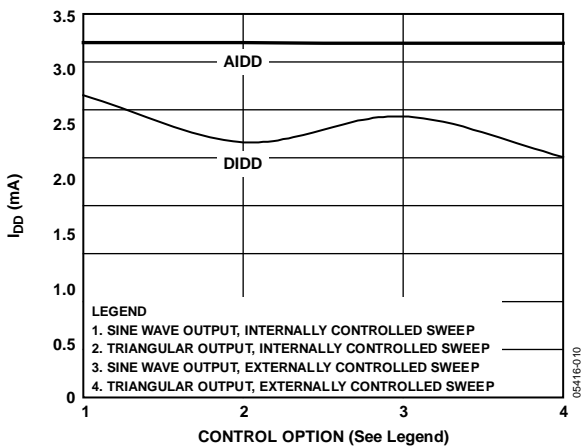 3.5
3.0
2.5
2.0
1.5
1.0
0.5
0
I_DD (mA)
AIDD
DIDD
LEGEND
1. SINE WAVE OUTPUT, INTERNALLY CONTROLLED SWEEP
2. TRIANGULAR OUTPUT, INTERNALLY CONTROLLED SWEEP
3. SINE WAVE OUTPUT, EXTERNALLY CONTROLLED SWEEP
4. TRIANGULAR OUTPUT, EXTERNALLY CONTROLLED SWEEP
1 2 3 4
CONTROL OPTION (See Legend)
05416-010